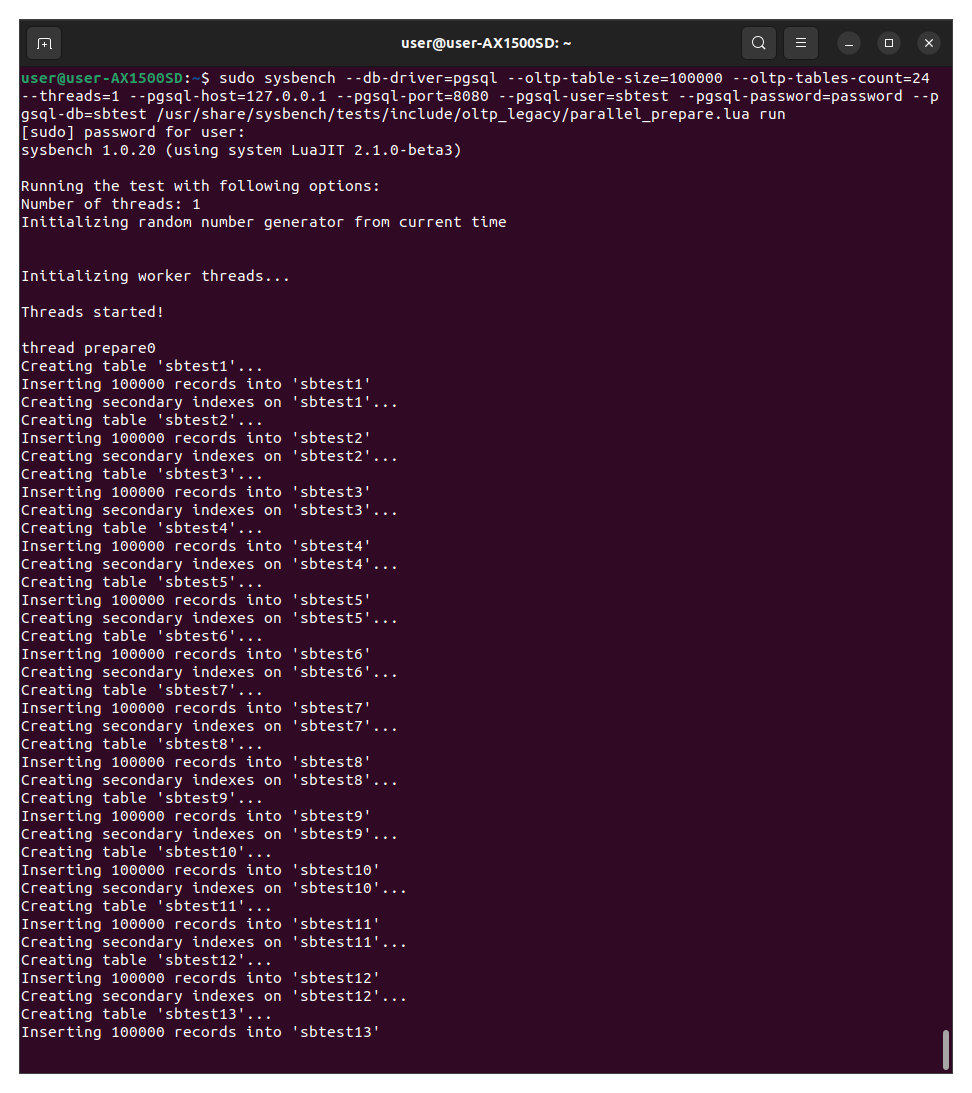 user@user-AX1500SD: ~
user@user-AX1500SD:~$ sudo sysbench --db-driver=pgsql --oltp-table-size=100000 --oltp-tables-count=24
--threads=1 --pgsql-host=127.0.0.1 --pgsql-port=8080 --pgsql-user=sbtest --pgsql-password=password --p
gsql-db=sbtest /usr/share/sysbench/tests/include/oltp_legacy/parallel_prepare.lua run
[sudo] password for user:
sysbench 1.0.20 (using system LuaJIT 2.1.0-beta3)
Running the test with following options:
Number of threads: 1
Initializing random number generator from current time
Initializing worker threads...
Threads started!
thread prepare0
Creating table 'sbtest1'...
Inserting 100000 records into 'sbtest1'
Creating secondary indexes on 'sbtest1'...
Creating table 'sbtest2'...
Inserting 100000 records into 'sbtest2'
Creating secondary indexes on 'sbtest2'...
Creating table 'sbtest3'...
Inserting 100000 records into 'sbtest3'
Creating secondary indexes on 'sbtest3'...
Creating table 'sbtest4'...
Inserting 100000 records into 'sbtest4'
Creating secondary indexes on 'sbtest4'...
Creating table 'sbtest5'...
Inserting 100000 records into 'sbtest5'
Creating secondary indexes on 'sbtest5'...
Creating table 'sbtest6'...
Inserting 100000 records into 'sbtest6'
Creating secondary indexes on 'sbtest6'...
Creating table 'sbtest7'...
Inserting 100000 records into 'sbtest7'
Creating secondary indexes on 'sbtest7'...
Creating table 'sbtest8'...
Inserting 100000 records into 'sbtest8'
Creating secondary indexes on 'sbtest8'...
Creating table 'sbtest9'...
Inserting 100000 records into 'sbtest9'
Creating secondary indexes on 'sbtest9'...
Creating table 'sbtest10'...
Inserting 100000 records into 'sbtest10'
Creating secondary indexes on 'sbtest10'...
Creating table 'sbtest11'...
Inserting 100000 records into 'sbtest11'
Creating secondary indexes on 'sbtest11'...
Creating table 'sbtest12'...
Inserting 100000 records into 'sbtest12'
Creating secondary indexes on 'sbtest12'...
Creating table 'sbtest13'...
Inserting 100000 records into 'sbtest13'